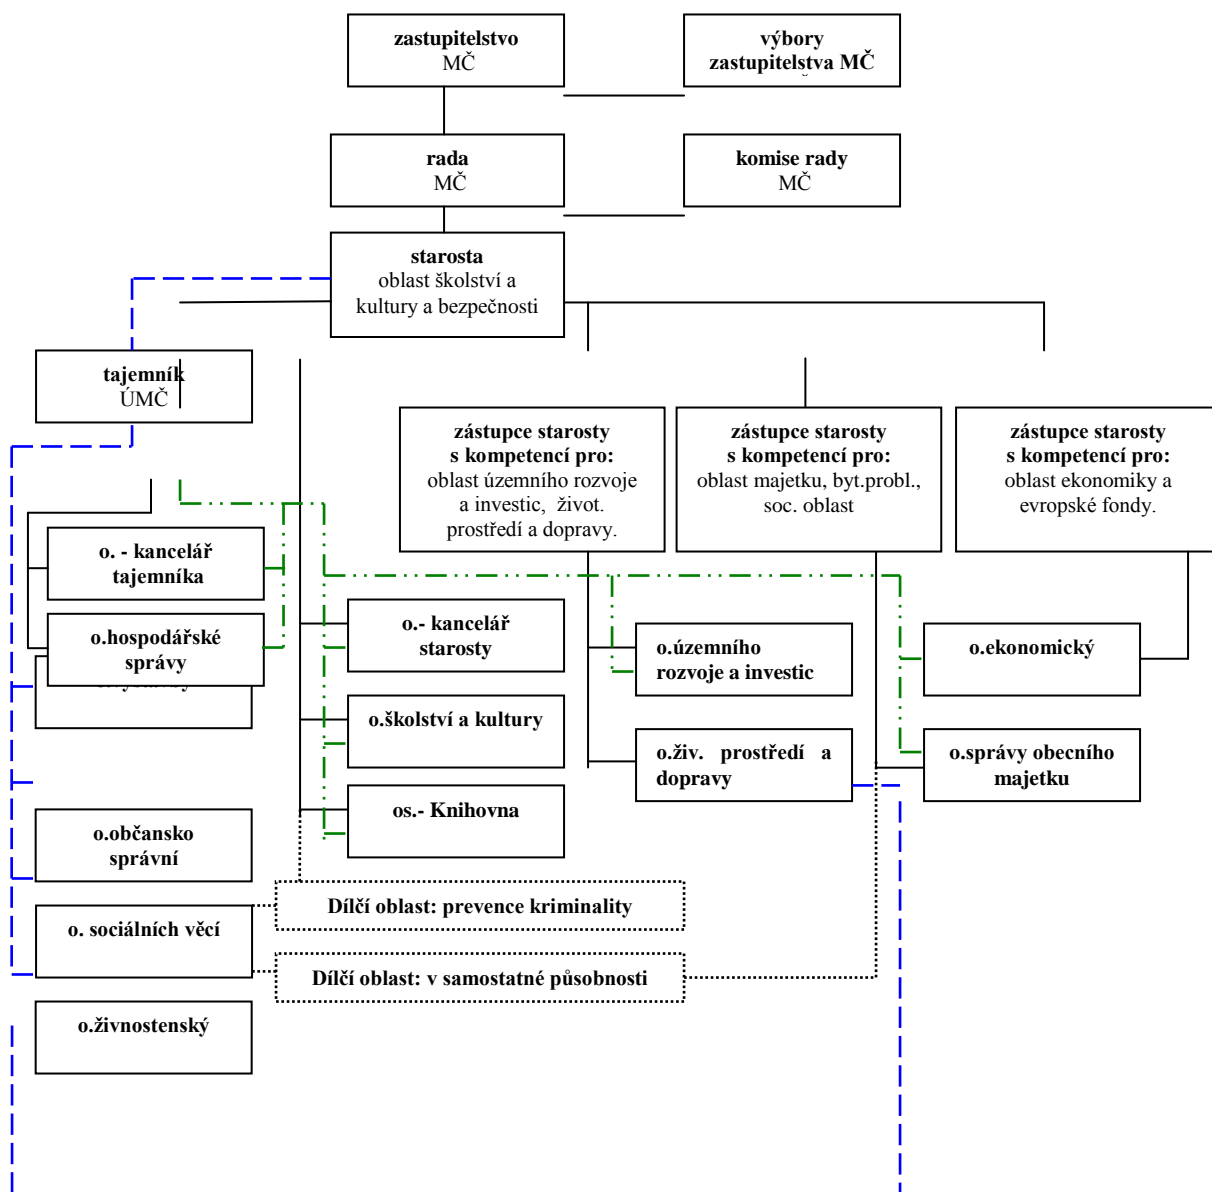 zastupitelstvo
MČ
výbory
zastupitelstva MČ
rada
MČ
komise rady
MČ
starosta
oblast školství a
kultury a bezpečnosti
tajemník
ÚMČ
zástupce starosty
s kompetencí pro:
oblast územního rozvoje
a investic, život.
prostředí a dopravy.
zástupce starosty
s kompetencí pro:
oblast majetku, byt.probl.,
soc. oblast
zástupce starosty
s kompetencí pro:
oblast ekonomiky a
evropské fondy.
o. - kancelář
tajemníka
o.hospodářské
správy
o.- kancelář
starosty
o.územního
rozvoje a investic
o.ekonomický
o.školství a kultury
o.živ. prostředí a
dopravy
o.správy obecního
majetku
os.- Knihovna
o.občansko
správní
Dílčí oblast: prevence kriminality
o. sociálních věcí
Dílčí oblast: v samostatné působnosti
o.živnostenský